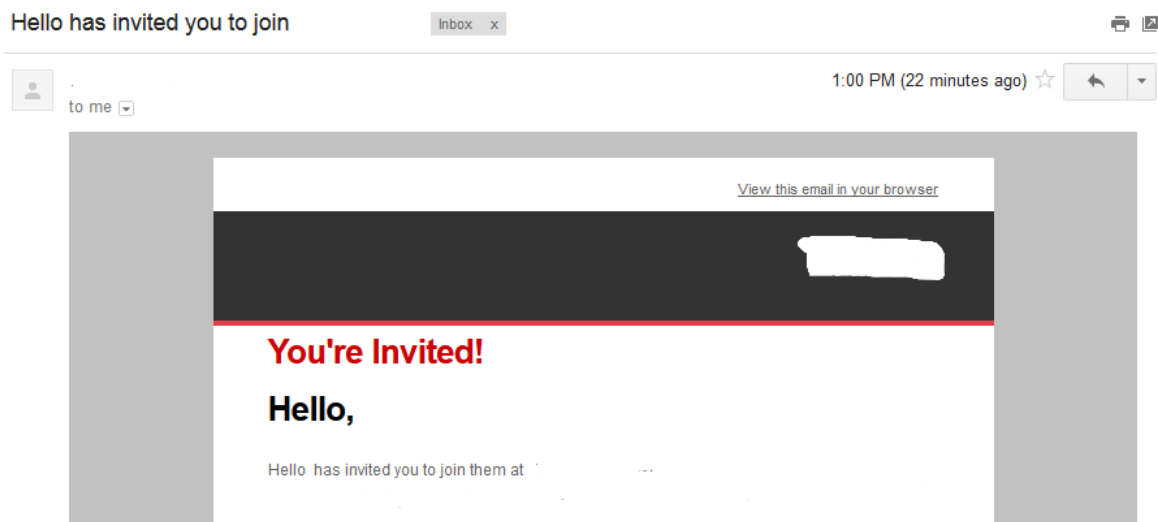 Hello has invited you to join
Inbox x
1:00 PM (22 minutes ago)
to me
View this email in your browser
You're Invited!
Hello,
Hello has invited you to join them at